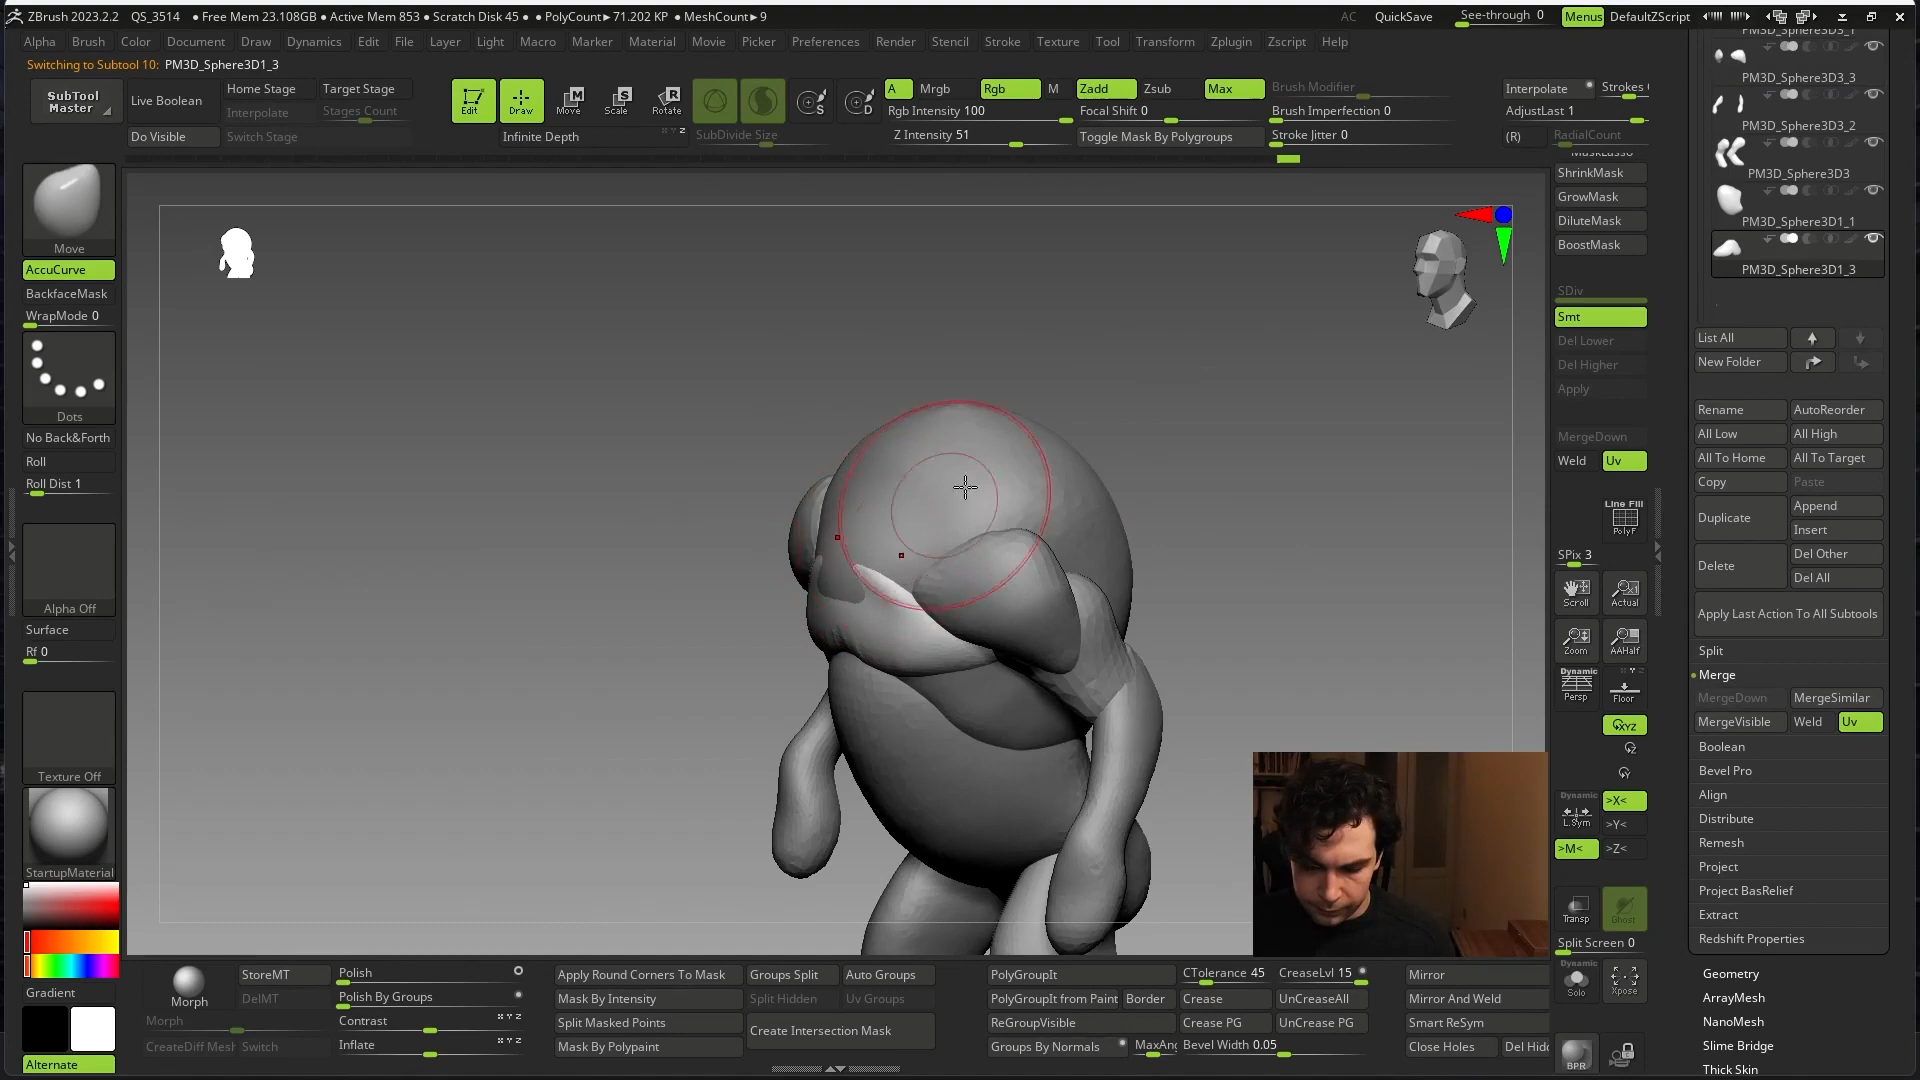 ZBrush 2023.2.2 QS_3514 ● Free Mem 23.108GB ● Active Mem 853 ● Scratch Disk 45 ● ● PolyCount► 71.202 KP ● MeshCount► 9
AC QuickSave See-through 0 Menus DefaultZScript
Alpha Brush Color Document Draw Dynamics Edit File Layer Light Macro Marker Material Movie Picker Preferences Render Stencil Stroke Texture Tool Transform Zplugin Zscript Help
Switching to Subtool 10: PM3D_Sphere3D1_3
SubTool
Master
Live Boolean
Do Visible
Home Stage
Target Stage
Interpolate
Stages Count
Switch Stage
Edit
Draw
Move
Scale
Rotate
Infinite Depth
SubDivide Size
A Mrgb Rgb M Zadd Zsub Max
Rgb Intensity 100
Focal Shift 0
Z Intensity 51
Toggle Mask By Polygroups
Brush Modifier
Brush Imperfection 0
Stroke Jitter 0
Interpolate
Strokes
AdjustLast 1
(R)
RadialCount
Move
AccuCurve
BackfaceMask
WrapMode 0
Dots
No Back&Forth
Roll
Roll Dist 1
Alpha Off
Surface
Rf 0
Texture Off
StartupMaterial
Gradient
Alternate
ShrinkMask
GrowMask
DiluteMask
BoostMask
SDiv
Smt
Del Lower
Del Higher
Apply
MergeDown
Weld Uv
Line Fill
PolyF
SPix 3
Scroll
Actual
Zoom
AAHalf
Dynamic
Persp
Floor
XYZ
Dynamic
L.Sym
>X<
>Y<
>M<
>Z<
Transp
Ghost
Split Screen 0
Dynamic
Solo
Xpose
BPR
PM3D_Sphere3D3_1
PM3D_Sphere3D3_3
PM3D_Sphere3D3_2
PM3D_Sphere3D3
PM3D_Sphere3D1_1
PM3D_Sphere3D1_3
List All
New Folder
Rename AutoReorder
All Low All High
All To Home All To Target
Copy Paste
Duplicate
Append
Insert
Delete
Del Other
Del All
Apply Last Action To All Subtools
Split
Merge
MergeDown MergeSimilar
MergeVisible Weld Uv
Boolean
Bevel Pro
Align
Distribute
Remesh
Project
Project BasRelief
Extract
Redshift Properties
Geometry
ArrayMesh
NanoMesh
Slime Bridge
Thick Skin
Morph
StoreMT
DelMT
Morph
CreateDiff Mesh
Switch
Polish
Polish By Groups
Contrast
Inflate
Apply Round Corners To Mask
Mask By Intensity
Split Masked Points
Mask By Polypaint
Groups Split
Auto Groups
Split Hidden
Uv Groups
Create Intersection Mask
PolyGroupIt
PolyGroupIt from Paint
Border
ReGroupVisible
Groups By Normals
CTolerance 45
CreaseLvl 15
Crease
UnCreaseAll
Crease PG
UnCrease PG
Bevel Width 0.05
Mirror
Mirror And Weld
Smart ReSym
Close Holes